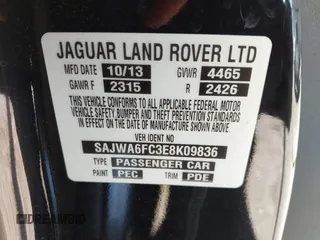 JAGUAR LAND ROVER LTD
MFD DATE 10/13 GVWR 4465
GAWR F 2315 R 2426
THIS VEHICLE CONFORMS TO ALL APPLICABLE FEDERAL MOTOR
VEHICLE SAFETY BUMPER AND THEFT PREVENTION STANDARDS
IN EFFECT ON THE DATE OF MANUFACTURE SHOWN ABOVE
VEH IDENT NO
SAJWA6FC3E8K09836
TYPE PASSENGER CAR
PAINT PEC TRIM PDE
DREAMBID